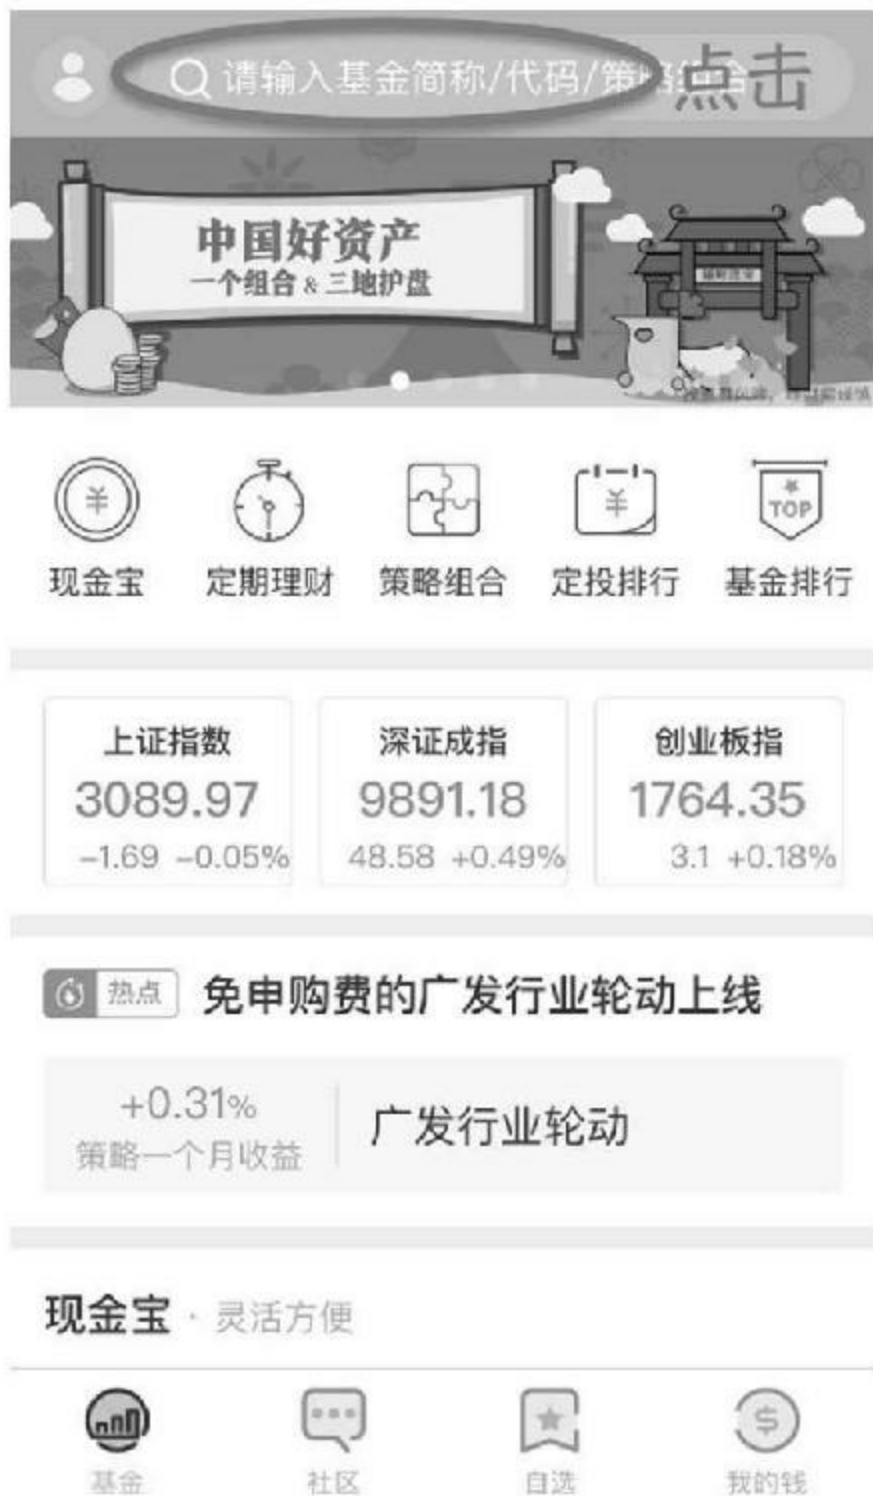 请输入基金简称/代码/策略组合 点击
中国好资产
一个组合 & 三地护盘
现金宝 定期理财 策略组合 定投排行 基金排行
TOP
上证指数 深证成指 创业板指
3089.97 9891.18 1764.35
-1.69 -0.05% 48.58 +0.49% 3.1 +0.18%
热点 免申购费的广发行业轮动上线
+0.31% 广发行业轮动
策略一个月收益
现金宝 · 灵活方便
基金 社区 自选 我的钱